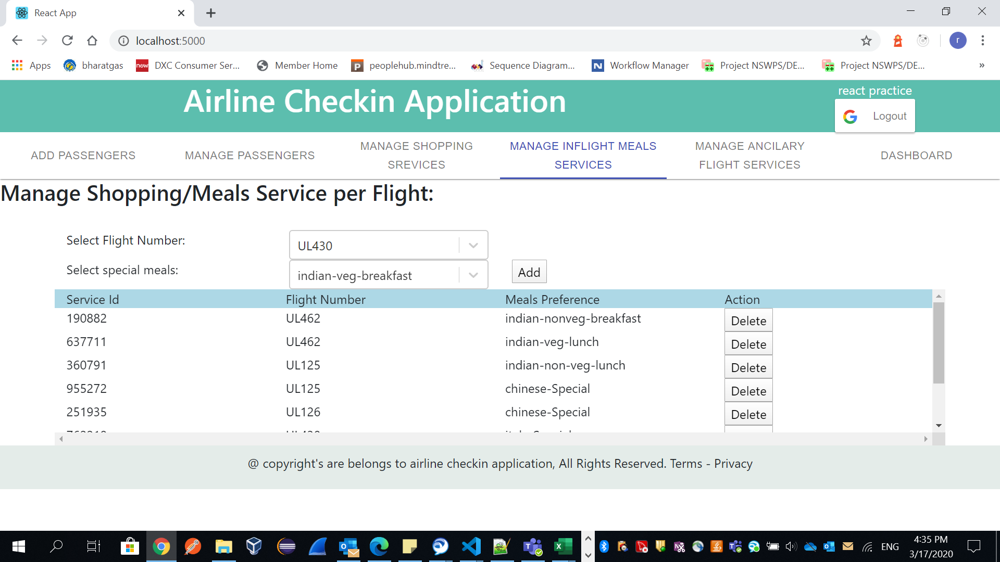 React App
localhost:5000
Apps bharatgas DXC Consumer Ser... Member Home peoplehub.mindtre... Sequence Diagram... Workflow Manager Project NSWPS/DE... Project NSWPS/DE... »
now
r
Airline Checkin Application
react practice
Logout
ADD PASSENGERS
MANAGE PASSENGERS
MANAGE SHOPPING
SREVICES
MANAGE INFLIGHT MEALS
SERVICES
MANAGE ANCILARY
FLIGHT SERVICES
DASHBOARD
Manage Shopping/Meals Service per Flight:
Select Flight Number: UL430
Select special meals: indian-veg-breakfast Add
Service Id Flight Number Meals Preference Action
190882 UL462 indian-nonveg-breakfast Delete
637711 UL462 indian-veg-lunch Delete
360791 UL125 indian-non-veg-lunch Delete
955272 UL125 chinese-Special Delete
251935 UL126 chinese-Special Delete
@ copyright's are belongs to airline checkin application, All Rights Reserved. Terms - Privacy
ENG
4:35 PM
3/17/2020